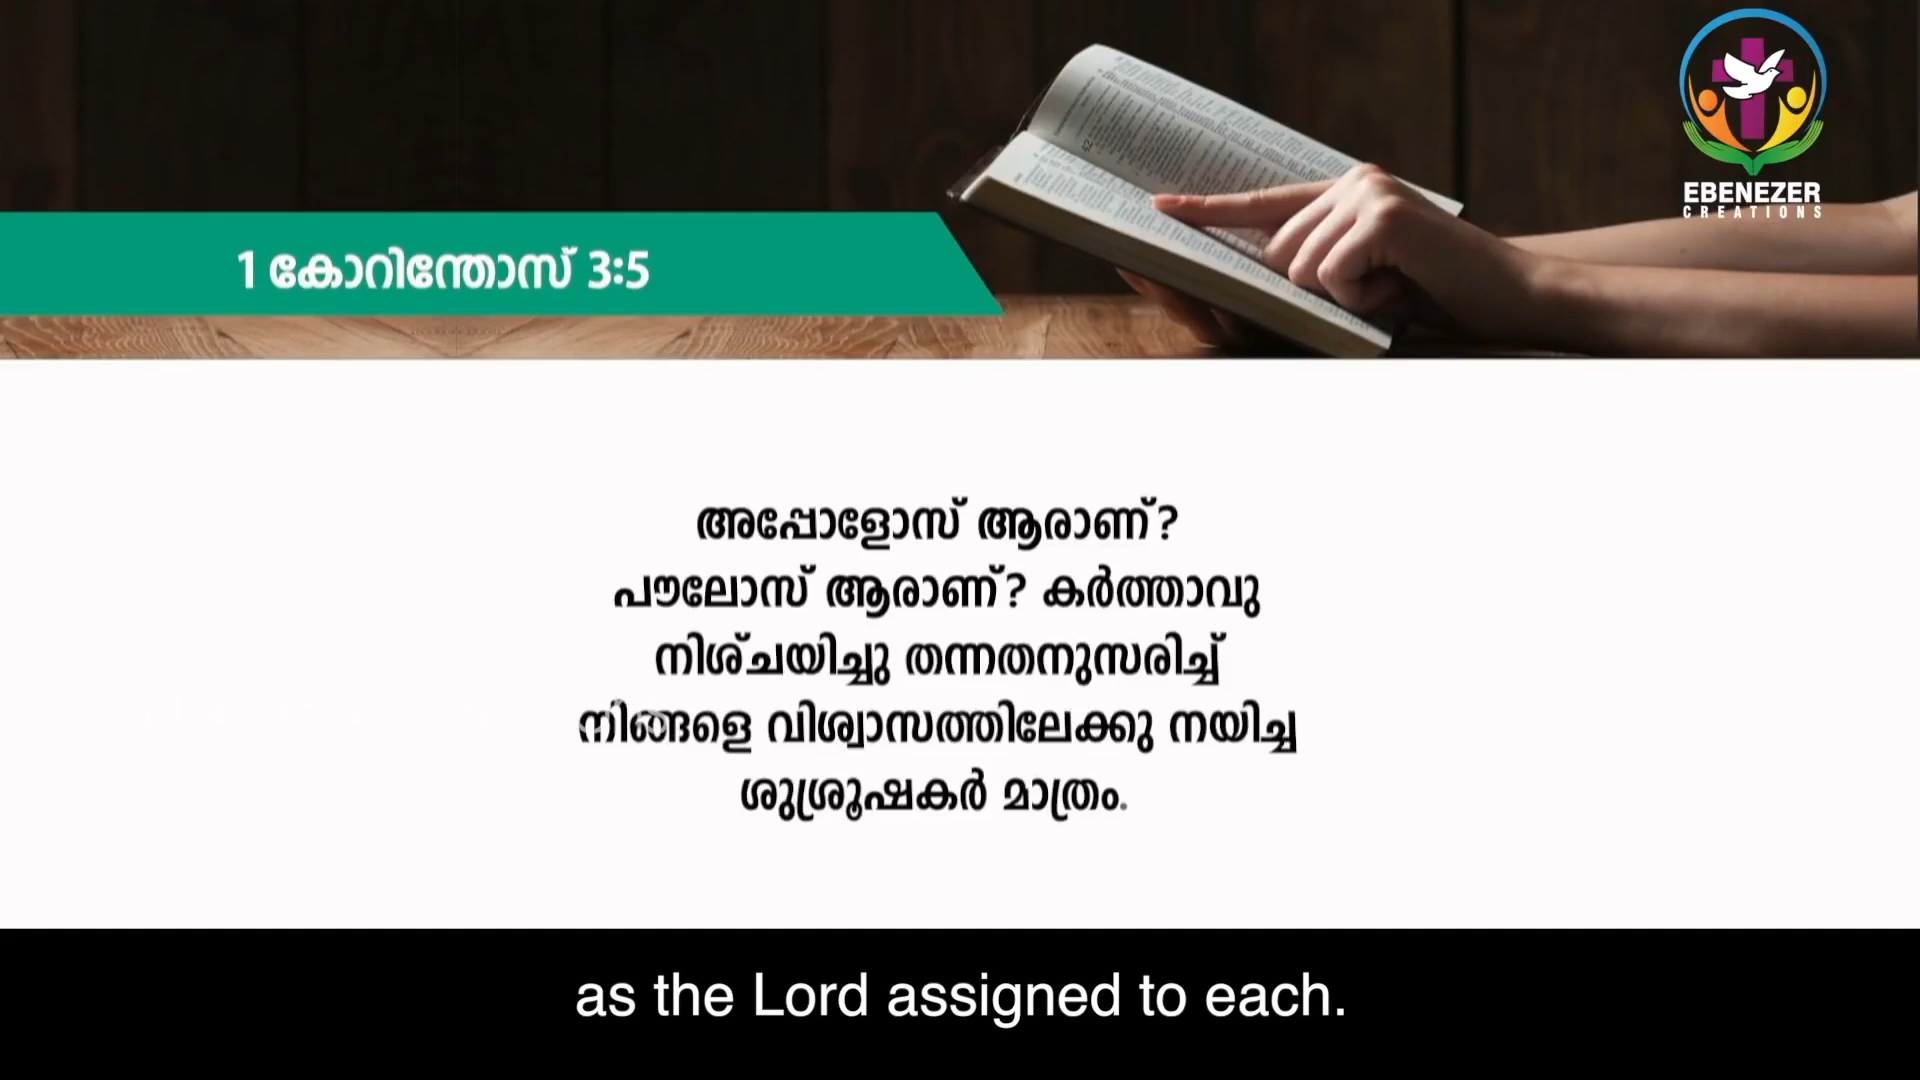 EBENEZER
CREATIONS
1 കോറിന്തോസ് 3:5
അപ്പോളോസ് ആരാണ്?
പൗലോസ് ആരാണ്? കർത്താവു
നിശ്ചയിച്ചു തന്നതനുസരിച്ച്
നിങ്ങളെ വിശ്വാസത്തിലേക്കു നയിച്ച
ശുശ്രൂഷകർ മാത്രം.
as the Lord assigned to each.